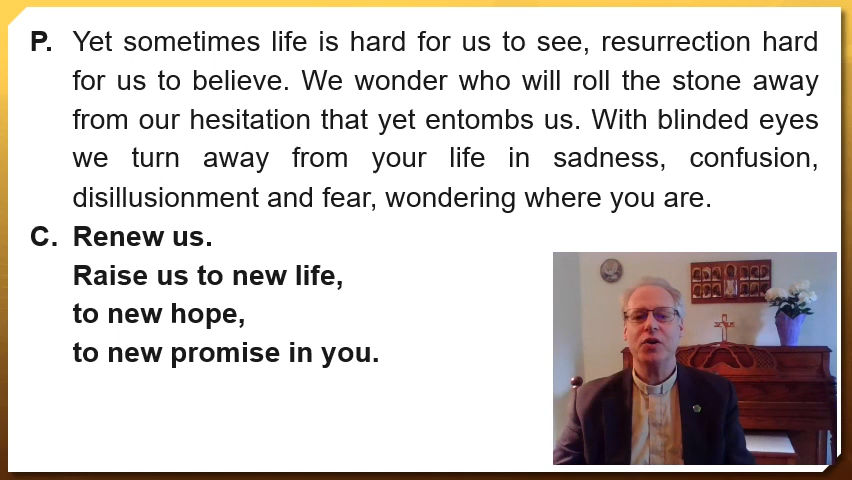 P. Yet sometimes life is hard for us to see, resurrection hard
for us to believe. We wonder who will roll the stone away
from our hesitation that yet entombs us. With blinded eyes
we turn away from your life in sadness, confusion,
disillusionment and fear, wondering where you are.
C. Renew us.
Raise us to new life,
to new hope,
to new promise in you.